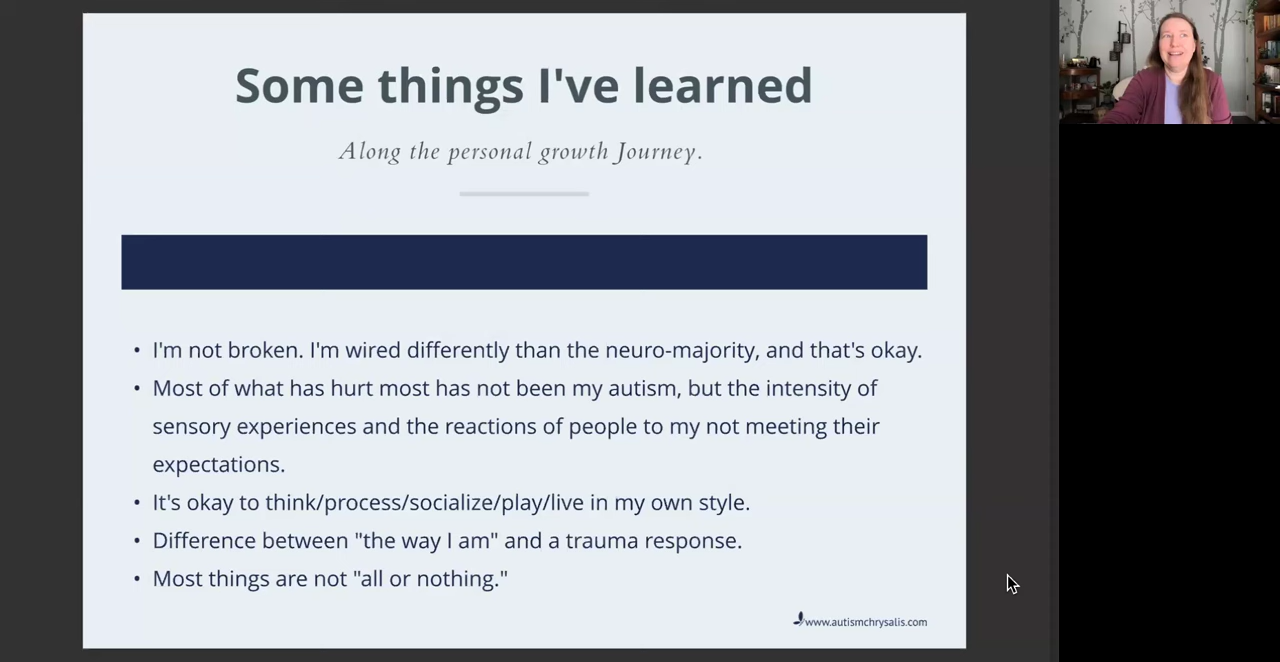 Some things I've learned
Along the personal growth Journey.
• I'm not broken. I'm wired differently than the neuro-majority, and that's okay.
• Most of what has hurt most has not been my autism, but the intensity of
sensory experiences and the reactions of people to my not meeting their
expectations.
• It's okay to think/process/socialize/play/live in my own style.
• Difference between "the way I am" and a trauma response.
• Most things are not "all or nothing."
www.autismchrysalis.com